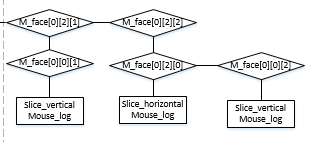 M_face[0][2][1]
M_face[0][2][2]
M_face[0][0][1]
M_face[0][2][0]
M_face[0][0][2]
Slice_vertical
Mouse_log
Slice_horizontal
Mouse_log
Slice_vertical
Mouse_log